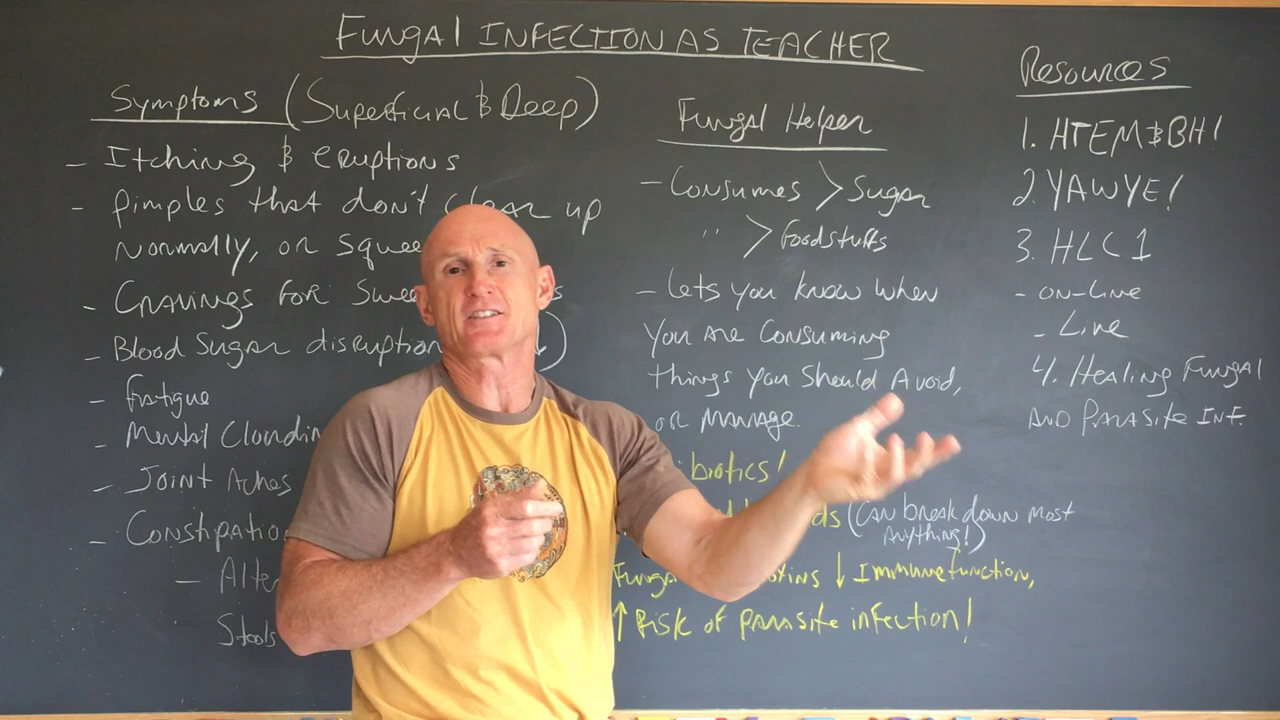 FUNGAL INFECTION AS TEACHER
Symptoms (Superficial & Deep)
- Itching & eruptions
- Pimples that don't clear up
normally, or
- Cravings for
- Blood Sugar disruption )
- fatigue
- Mental
- Joint Aches
- 
- 
Stools
Fungal Helper
- Consumes > Sugar
" > foodstuffs
- Lets you know when
you are consuming
things you should avoid,
or manage.
(can break down most
anything!)
Fungal ↓ Immune function,
↑ Risk of parasite infection!
Resources
1. HTEM&BH!
2. YAWYE!
3. HLC 1
- on-line
- Live
4. Healing Fungal
and Parasite Inf.